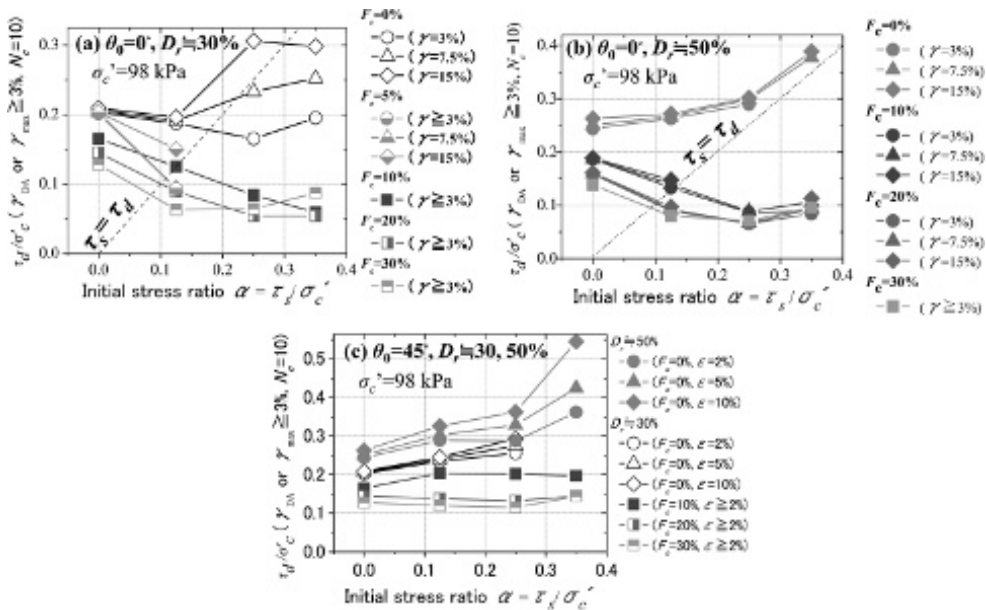 (a) θ₀=0°, Dᵣ≒30%
σc'=98 kPa
τs=τd
τd/σ'c (γDA or γmax≧3%, Nc=10)
0.3
0.2
0.1
0.0
0.0 0.1 0.2 0.3 0.4
Initial stress ratio α=τs/σc'
Fc=0%
(γ=3%)
(γ=7.5%)
(γ=15%)
Fc=5%
(γ≧3%)
(γ=7.5%)
(γ=15%)
Fc=10%
(γ≧3%)
Fc=20%
(γ≧3%)
Fc=30%
(γ≧3%)
(b) θ₀=0°, Dᵣ≒50%
σc'=98 kPa
τs=τd
τd/σ'c (γDA or γmax≧3%, Nc=10)
0.4
0.3
0.2
0.1
0.0
0.0 0.1 0.2 0.3 0.4
Initial stress ratio α=τs/σc'
Fc=0%
(γ=3%)
(γ=7.5%)
(γ=15%)
Fc=10%
(γ=3%)
(γ=7.5%)
(γ=15%)
Fc=20%
(γ=3%)
(γ=7.5%)
(γ=15%)
Fc=30%
(γ≧3%)
(c) θ₀=45°, Dᵣ≒30, 50%
σc'=98 kPa
τd/σ'c (γDA or γmax≧3%, Nc=10)
0.5
0.4
0.3
0.2
0.1
0.0
0.0 0.1 0.2 0.3 0.4
Initial stress ratio α=τs/σc'
Dᵣ≒50%
(Fc=0%, ε=2%)
(Fc=0%, ε=5%)
(Fc=0%, ε=10%)
Dᵣ≒30%
(Fc=0%, ε=2%)
(Fc=0%, ε=5%)
(Fc=0%, ε=10%)
(Fc=10%, ε≧2%)
(Fc=20%, ε≧2%)
(Fc=30%, ε≧2%)